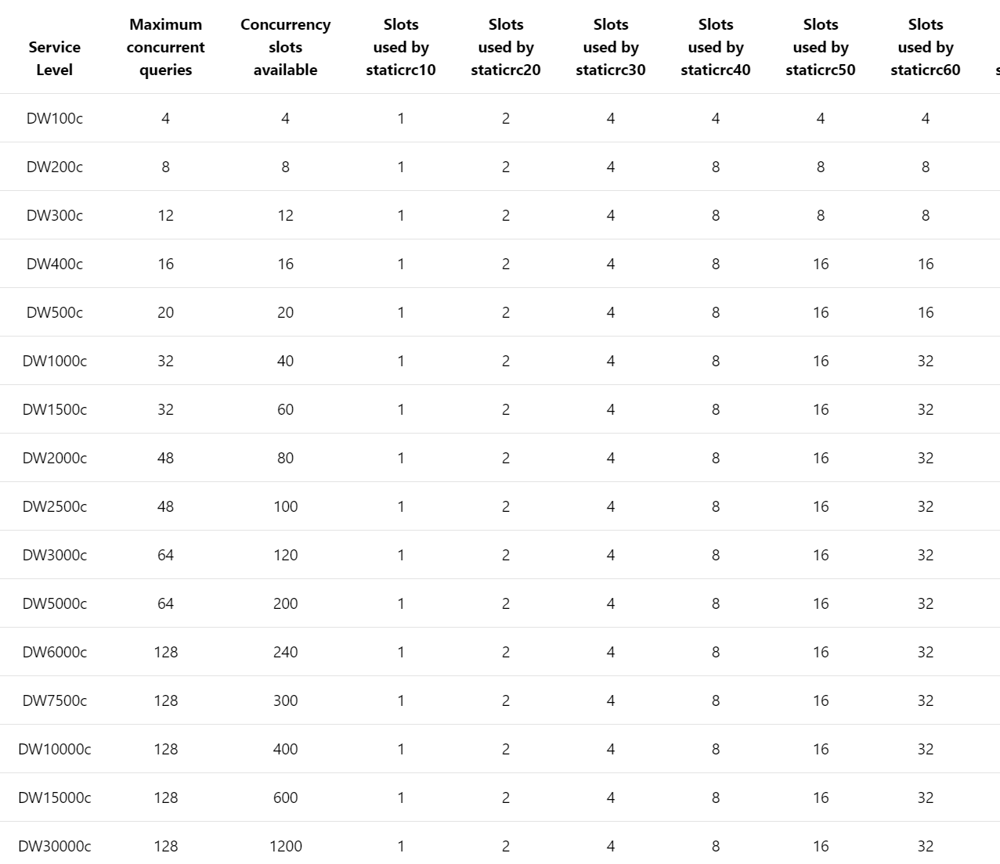 Service Level Maximum concurrent queries Concurrency slots available Slots used by staticrc10 Slots used by staticrc20 Slots used by staticrc30 Slots used by staticrc40 Slots used by staticrc50 Slots used by staticrc60
DW100c 4 4 1 2 4 4 4 4
DW200c 8 8 1 2 4 8 8 8
DW300c 12 12 1 2 4 8 8 8
DW400c 16 16 1 2 4 8 16 16
DW500c 20 20 1 2 4 8 16 16
DW1000c 32 40 1 2 4 8 16 32
DW1500c 32 60 1 2 4 8 16 32
DW2000c 48 80 1 2 4 8 16 32
DW2500c 48 100 1 2 4 8 16 32
DW3000c 64 120 1 2 4 8 16 32
DW5000c 64 200 1 2 4 8 16 32
DW6000c 128 240 1 2 4 8 16 32
DW7500c 128 300 1 2 4 8 16 32
DW10000c 128 400 1 2 4 8 16 32
DW15000c 128 600 1 2 4 8 16 32
DW30000c 128 1200 1 2 4 8 16 32